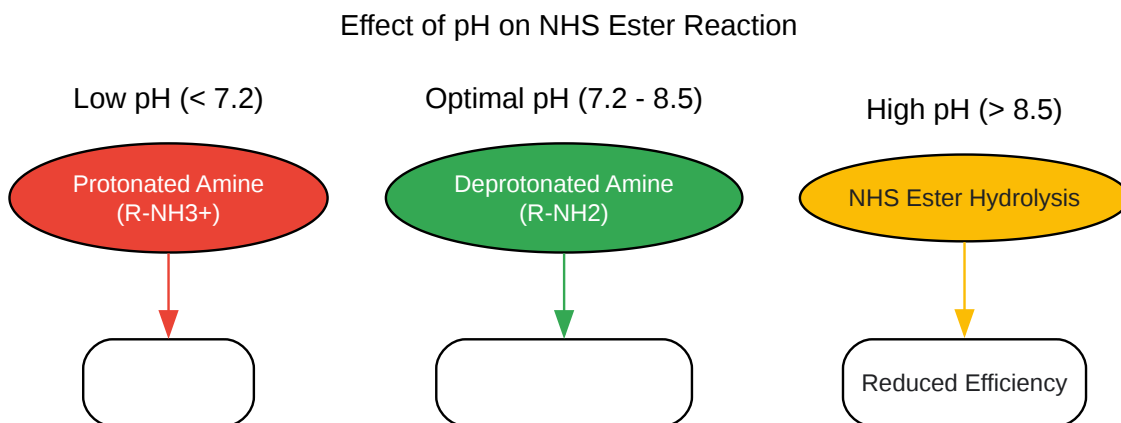 Effect of pH on NHS Ester Reaction
Low pH (< 7.2)
Optimal pH (7.2 - 8.5)
High pH (> 8.5)
Protonated Amine
(R-NH3+)
Deprotonated Amine
(R-NH2)
NHS Ester Hydrolysis
Reduced Efficiency